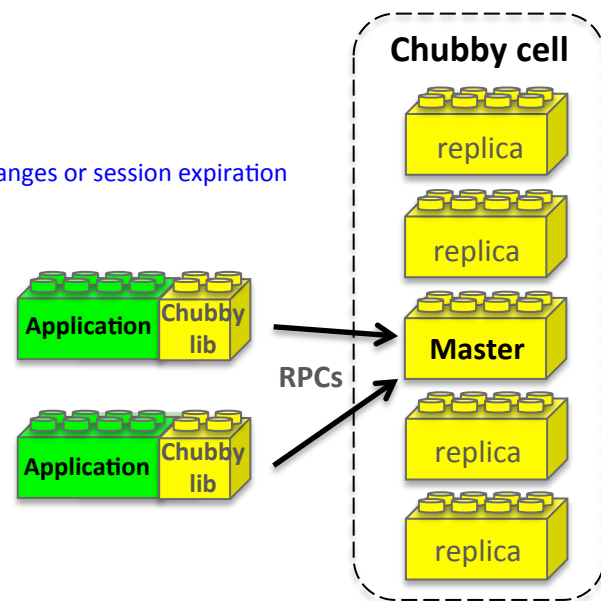 Chubby cell
replica
anges or session expiration
replica
Application
Chubby
lib
Master
RPCs
Application
Chubby
lib
replica
replica